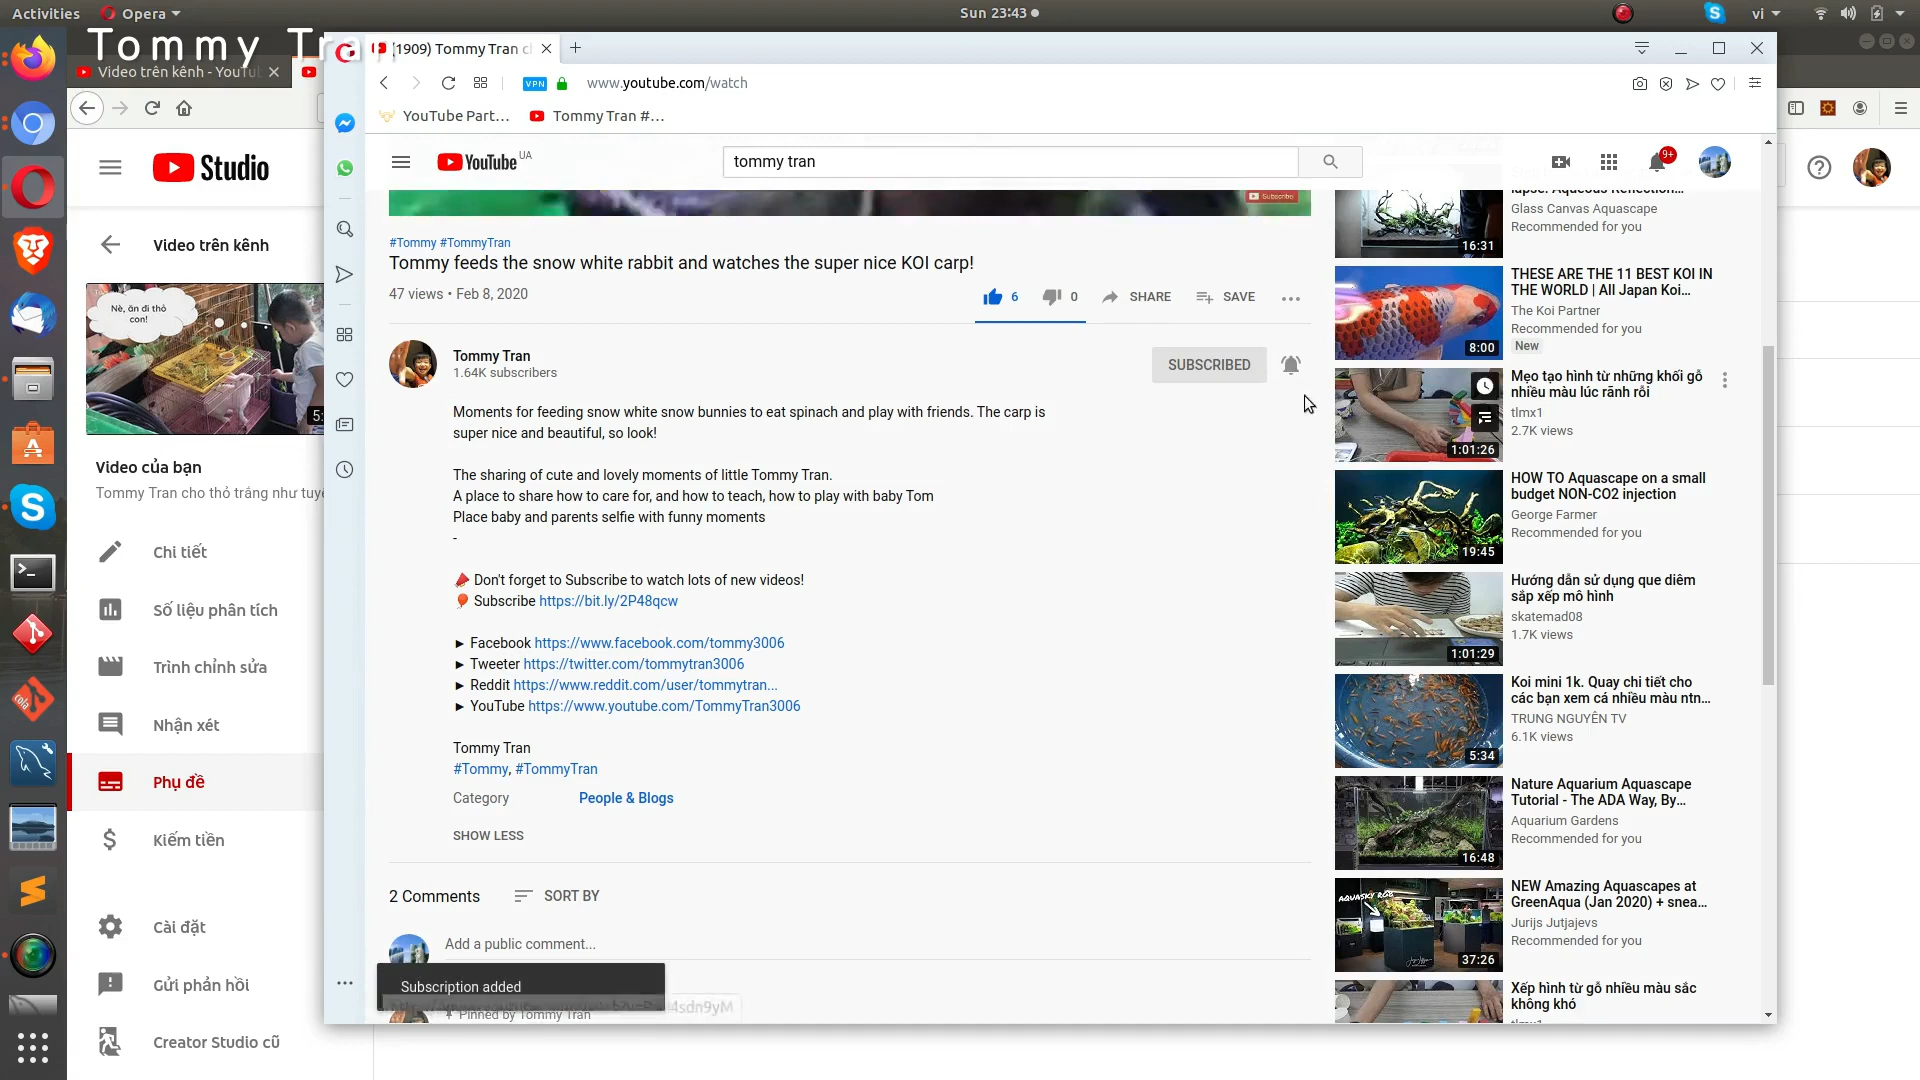 Activities
Opera
Sun 23:43
vi
Tommy Tran
Video trên kênh - YouTu
(1909) Tommy Tran c
VPN
www.youtube.com/watch
YouTube Part...
Tommy Tran #...
Studio
YouTube UA
tommy tran
9+
Video trên kênh
Nè, ăn đi thỏ
con!
5:
Video của bạn
Tommy Tran cho thỏ trắng như tuyế
Chi tiết
Số liệu phân tích
Trình chỉnh sửa
Nhận xét
Phụ đề
Kiếm tiền
Cài đặt
Gửi phản hồi
Creator Studio cũ
Subscribe
#Tommy #TommyTran
Tommy feeds the snow white rabbit and watches the super nice KOI carp!
47 views • Feb 8, 2020
6
0
SHARE
SAVE
Tommy Tran
1.64K subscribers
SUBSCRIBED
Moments for feeding snow white snow bunnies to eat spinach and play with friends. The carp is
super nice and beautiful, so look!
The sharing of cute and lovely moments of little Tommy Tran.
A place to share how to care for, and how to teach, how to play with baby Tom
Place baby and parents selfie with funny moments
-
Don't forget to Subscribe to watch lots of new videos!
Subscribe https://bit.ly/2P48qcw
► Facebook https://www.facebook.com/tommy3006
► Tweeter https://twitter.com/tommytran3006
► Reddit https://www.reddit.com/user/tommytran...
► YouTube https://www.youtube.com/TommyTran3006
Tommy Tran
#Tommy, #TommyTran
Category
People & Blogs
SHOW LESS
2 Comments
SORT BY
Add a public comment...
Subscription added
Pinned by Tommy Tran
lapse: Aqueous Reflection...
Glass Canvas Aquascape
Recommended for you
16:31
THESE ARE THE 11 BEST KOI IN
THE WORLD | All Japan Koi...
The Koi Partner
Recommended for you
New
8:00
Mẹo tạo hình từ những khối gỗ
nhiều màu lúc rãnh rỗi
tlmx1
2.7K views
1:01:26
HOW TO Aquascape on a small
budget NON-CO2 injection
George Farmer
Recommended for you
19:45
Hướng dẫn sử dụng que diêm
sắp xếp mô hình
skatemad08
1.7K views
1:01:29
Koi mini 1k. Quay chi tiết cho
các bạn xem cá nhiều màu ntn...
TRUNG NGUYÊN TV
6.1K views
5:34
Nature Aquarium Aquascape
Tutorial - The ADA Way, By...
Aquarium Gardens
Recommended for you
16:48
NEW Amazing Aquascapes at
GreenAqua (Jan 2020) + snea...
Jurijs Jutjajevs
Recommended for you
AQUASKY RGB
37:26
Xếp hình từ gỗ nhiều màu sắc
không khó